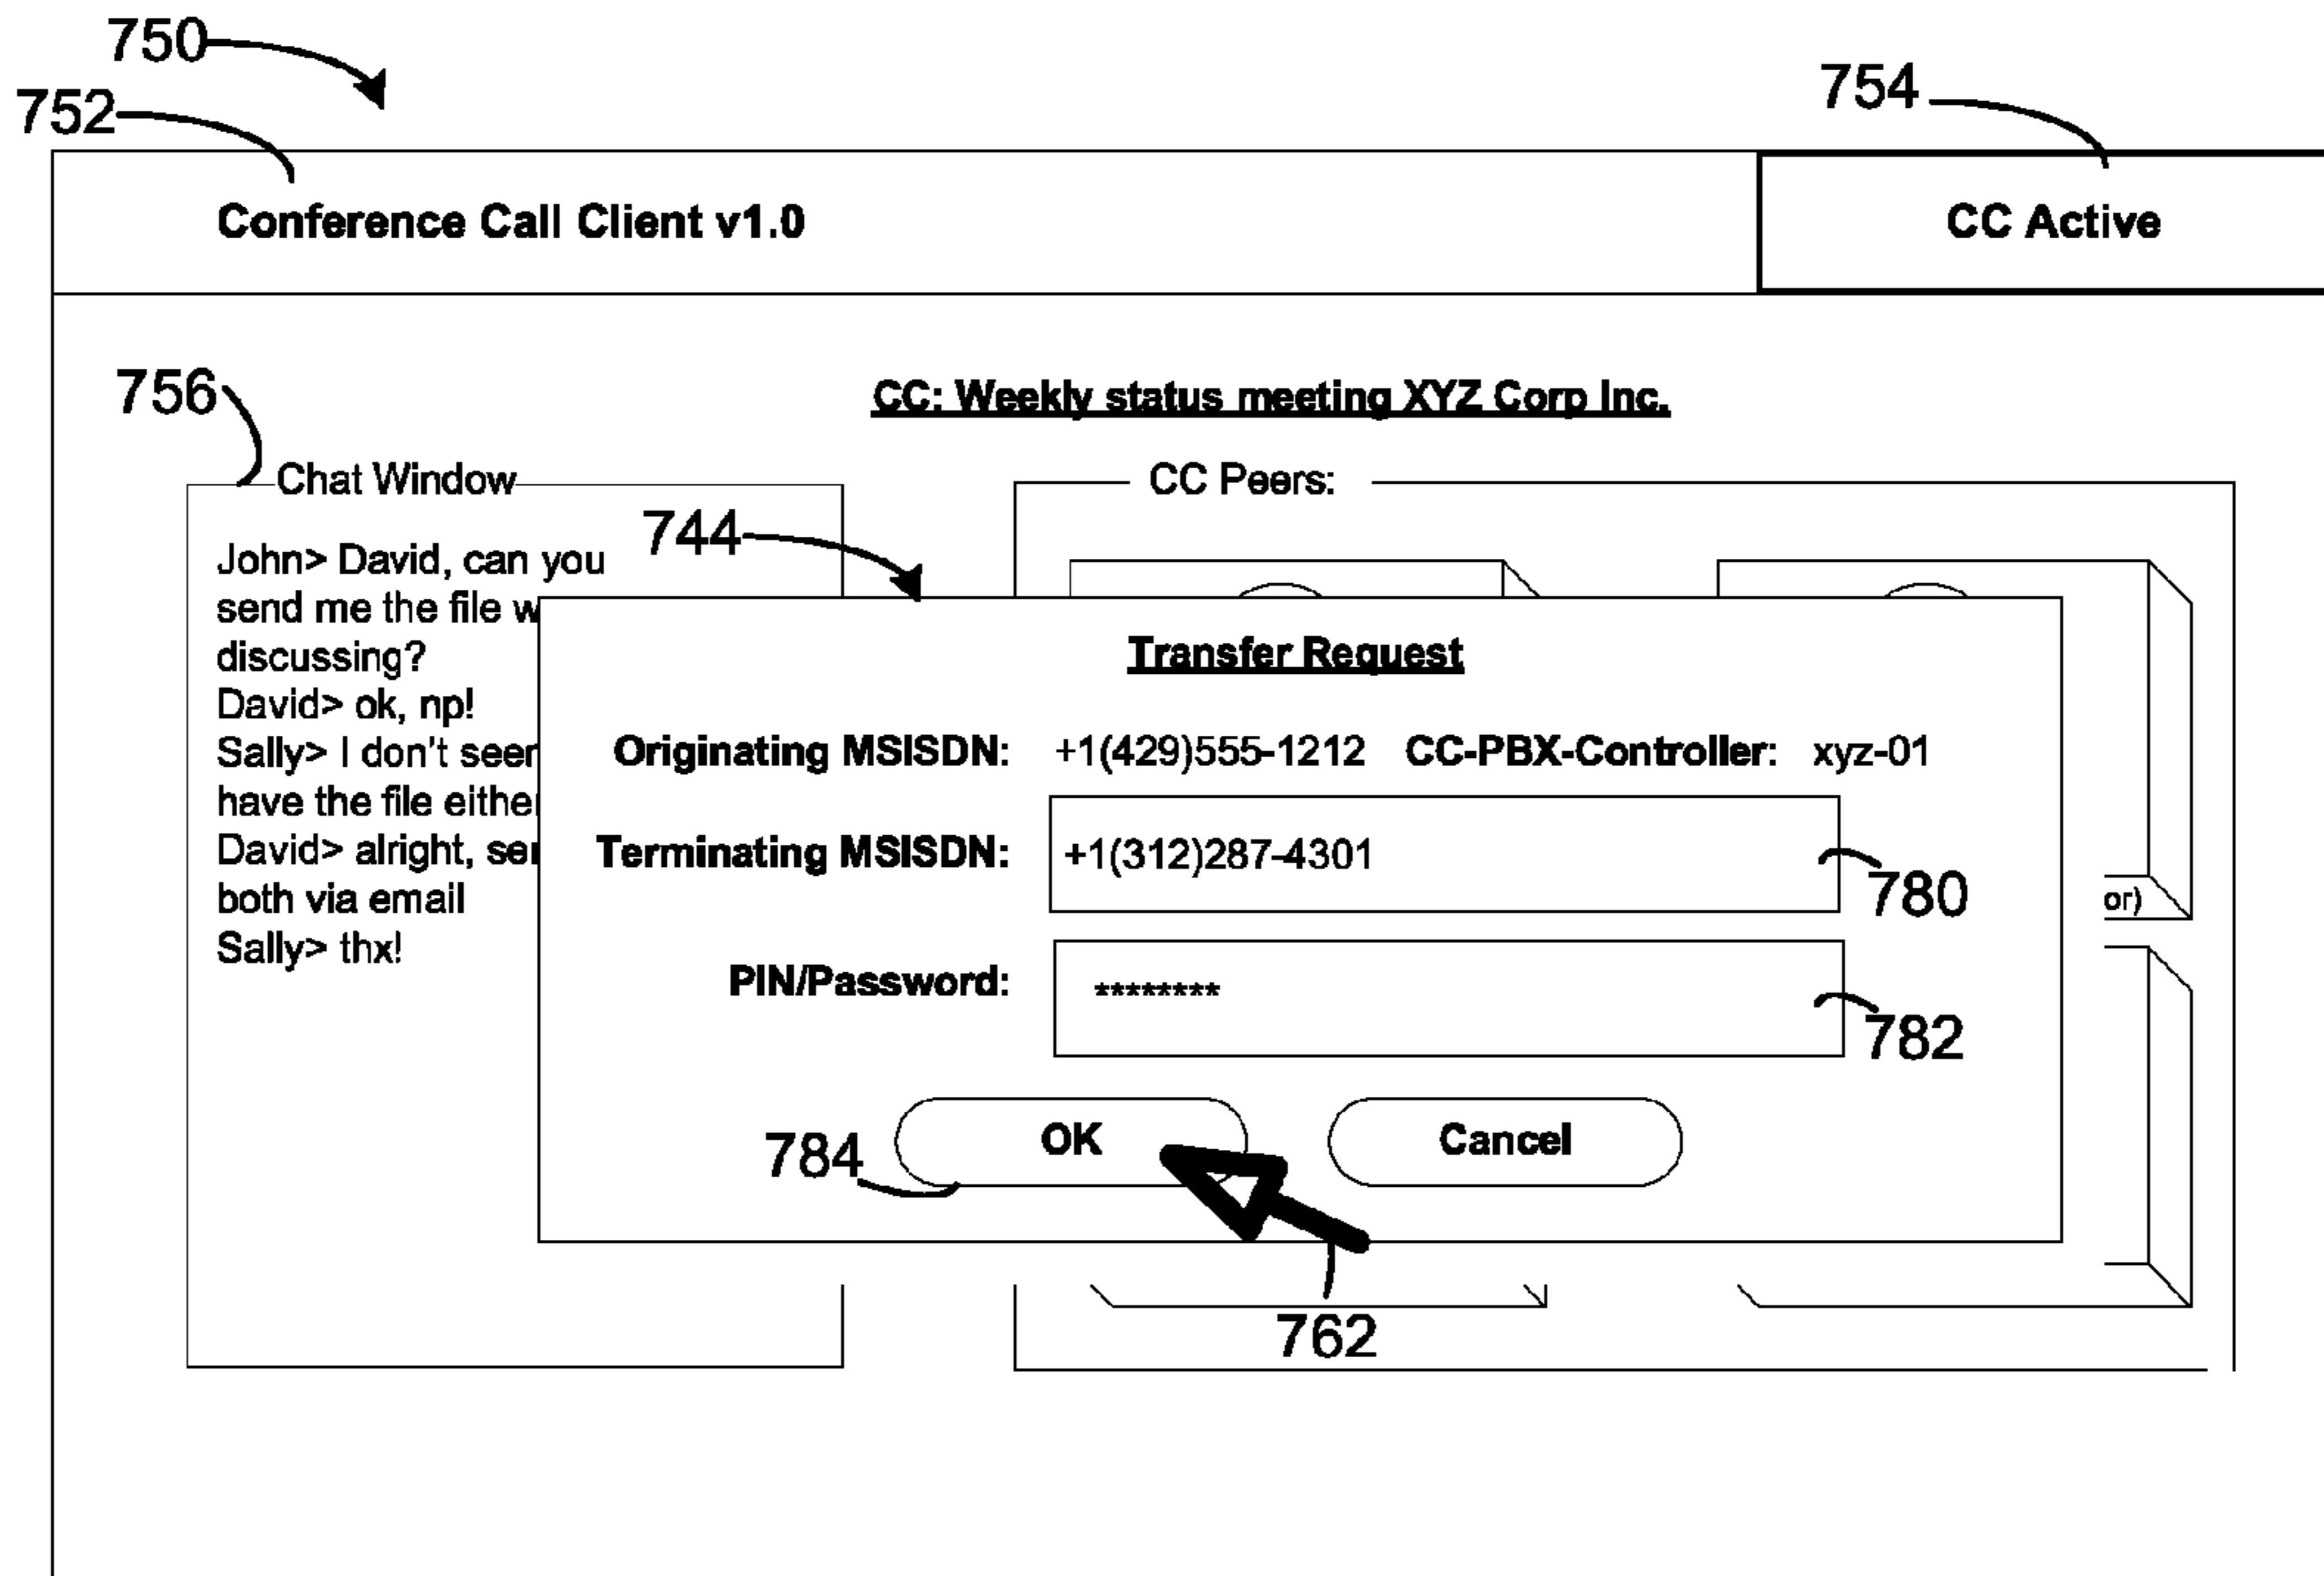 750
752
754
Conference Call Client v1.0
CC Active
756
CC: Weekly status meeting XYZ Corp Inc.
Chat Window
CC Peers:
744
John> David, can you
send me the file w
discussing?
David> ok, np!
Sally> I don't seen
have the file either
David> alright, sen
both via email
Sally> thx!
Transfer Request
Originating MSISDN: +1(429)555-1212 CC-PBX-Controller: xyz-01
Terminating MSISDN: +1(312)287-4301
780
or)
PIN/Password: ********
782
OK
Cancel
784
762